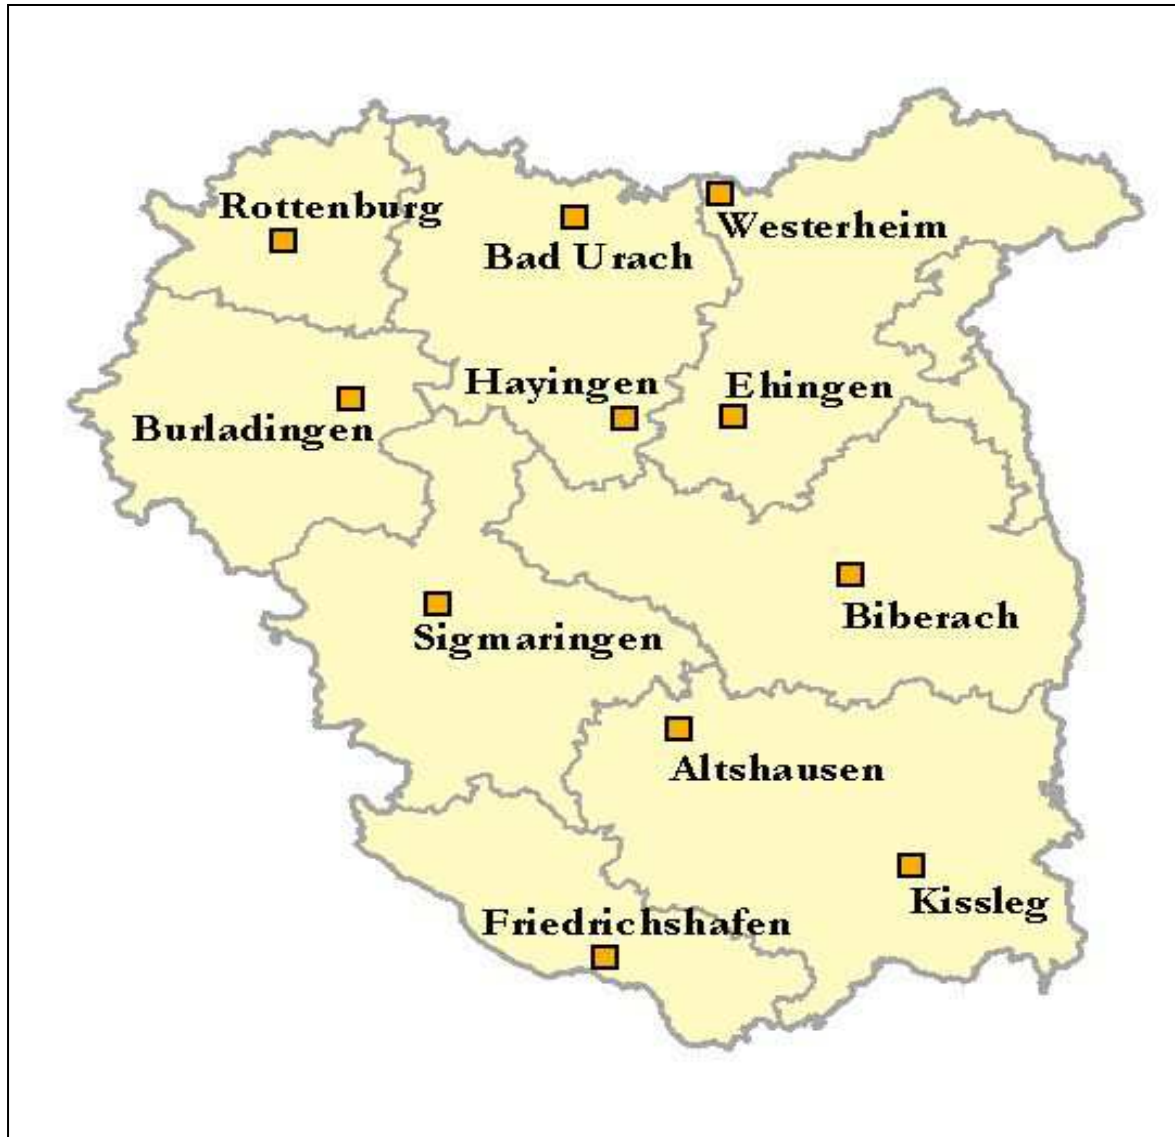 Rottenburg
Westerheim
Bad Urach
Hayingen
Ehingen
Burladingen
Biberach
Sigmaringen
Altshausen
Kissleg
Friedrichshafen